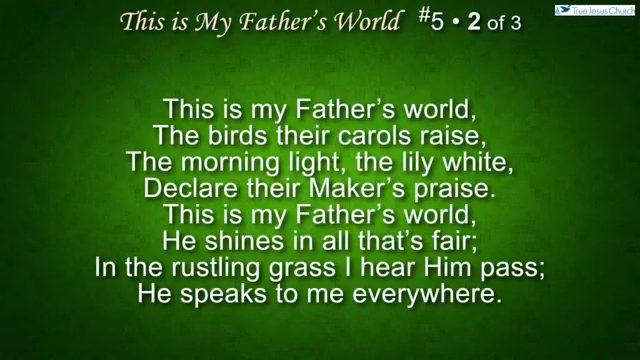 This is My Father's World #5 • 2 of 3
True Jesus Church
This is my Father's world,
The birds their carols raise,
The morning light, the lily white,
Declare their Maker's praise.
This is my Father's world,
He shines in all that's fair;
In the rustling grass I hear Him pass;
He speaks to me everywhere.